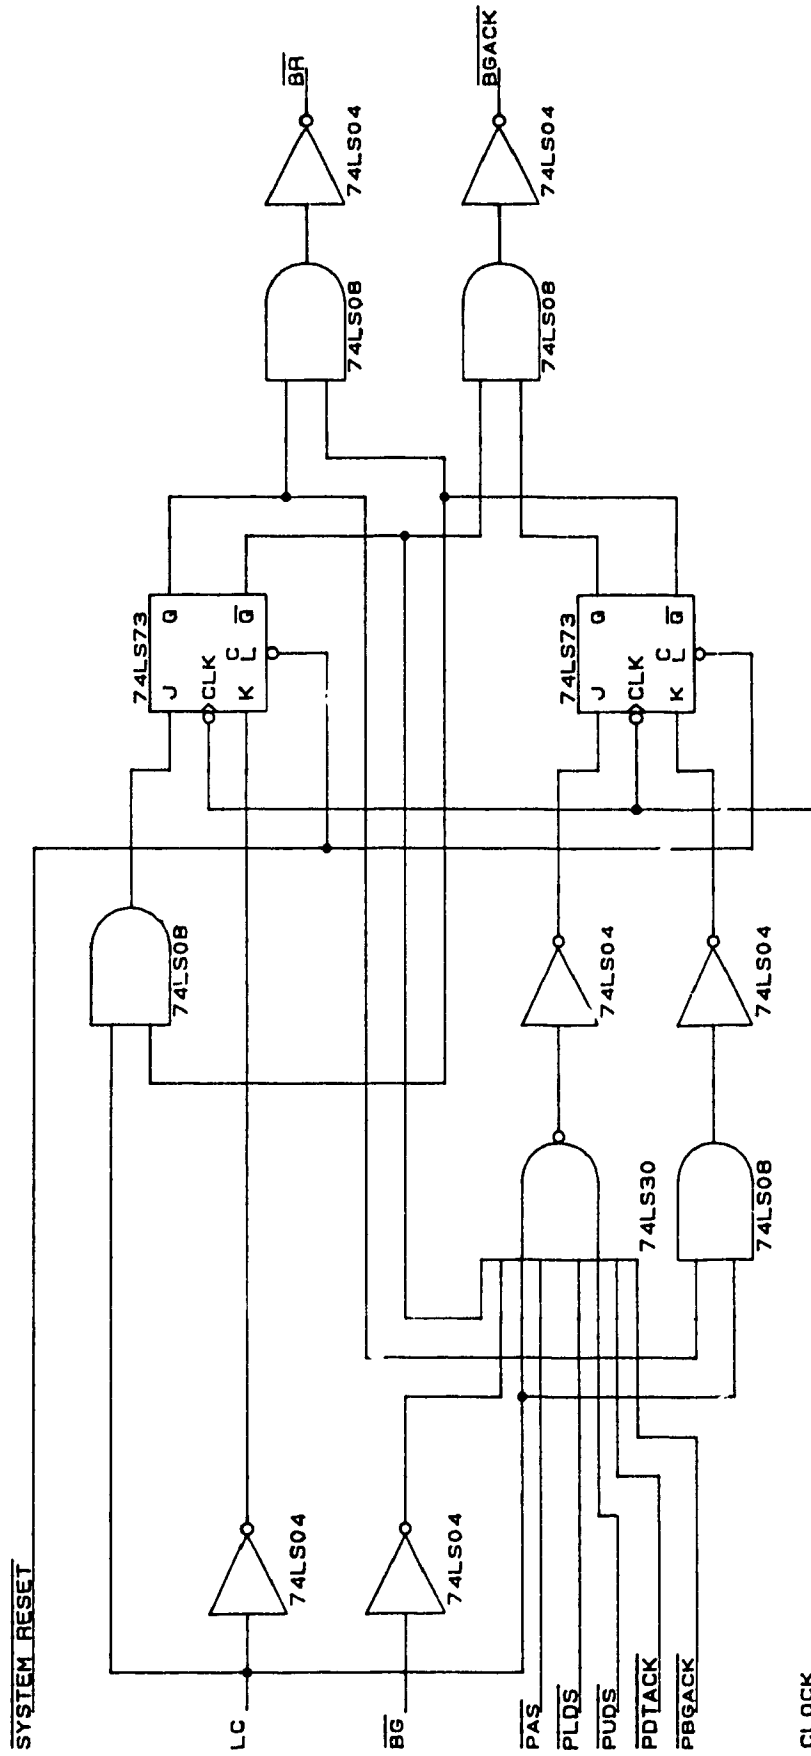 SYSTEM RESET
LC
BG
PAS
PLDS
PUDS
PDTACK
PBGACK
CLOCK
74LS04
74LS04
74LS30
74LS08
74LS08
74LS04
74LS04
74LS73
J Q
CLK
CL
K Q
74LS73
J Q
CLK
CL
K Q
74LS08
74LS08
74LS04
74LS04
BR
BGACK